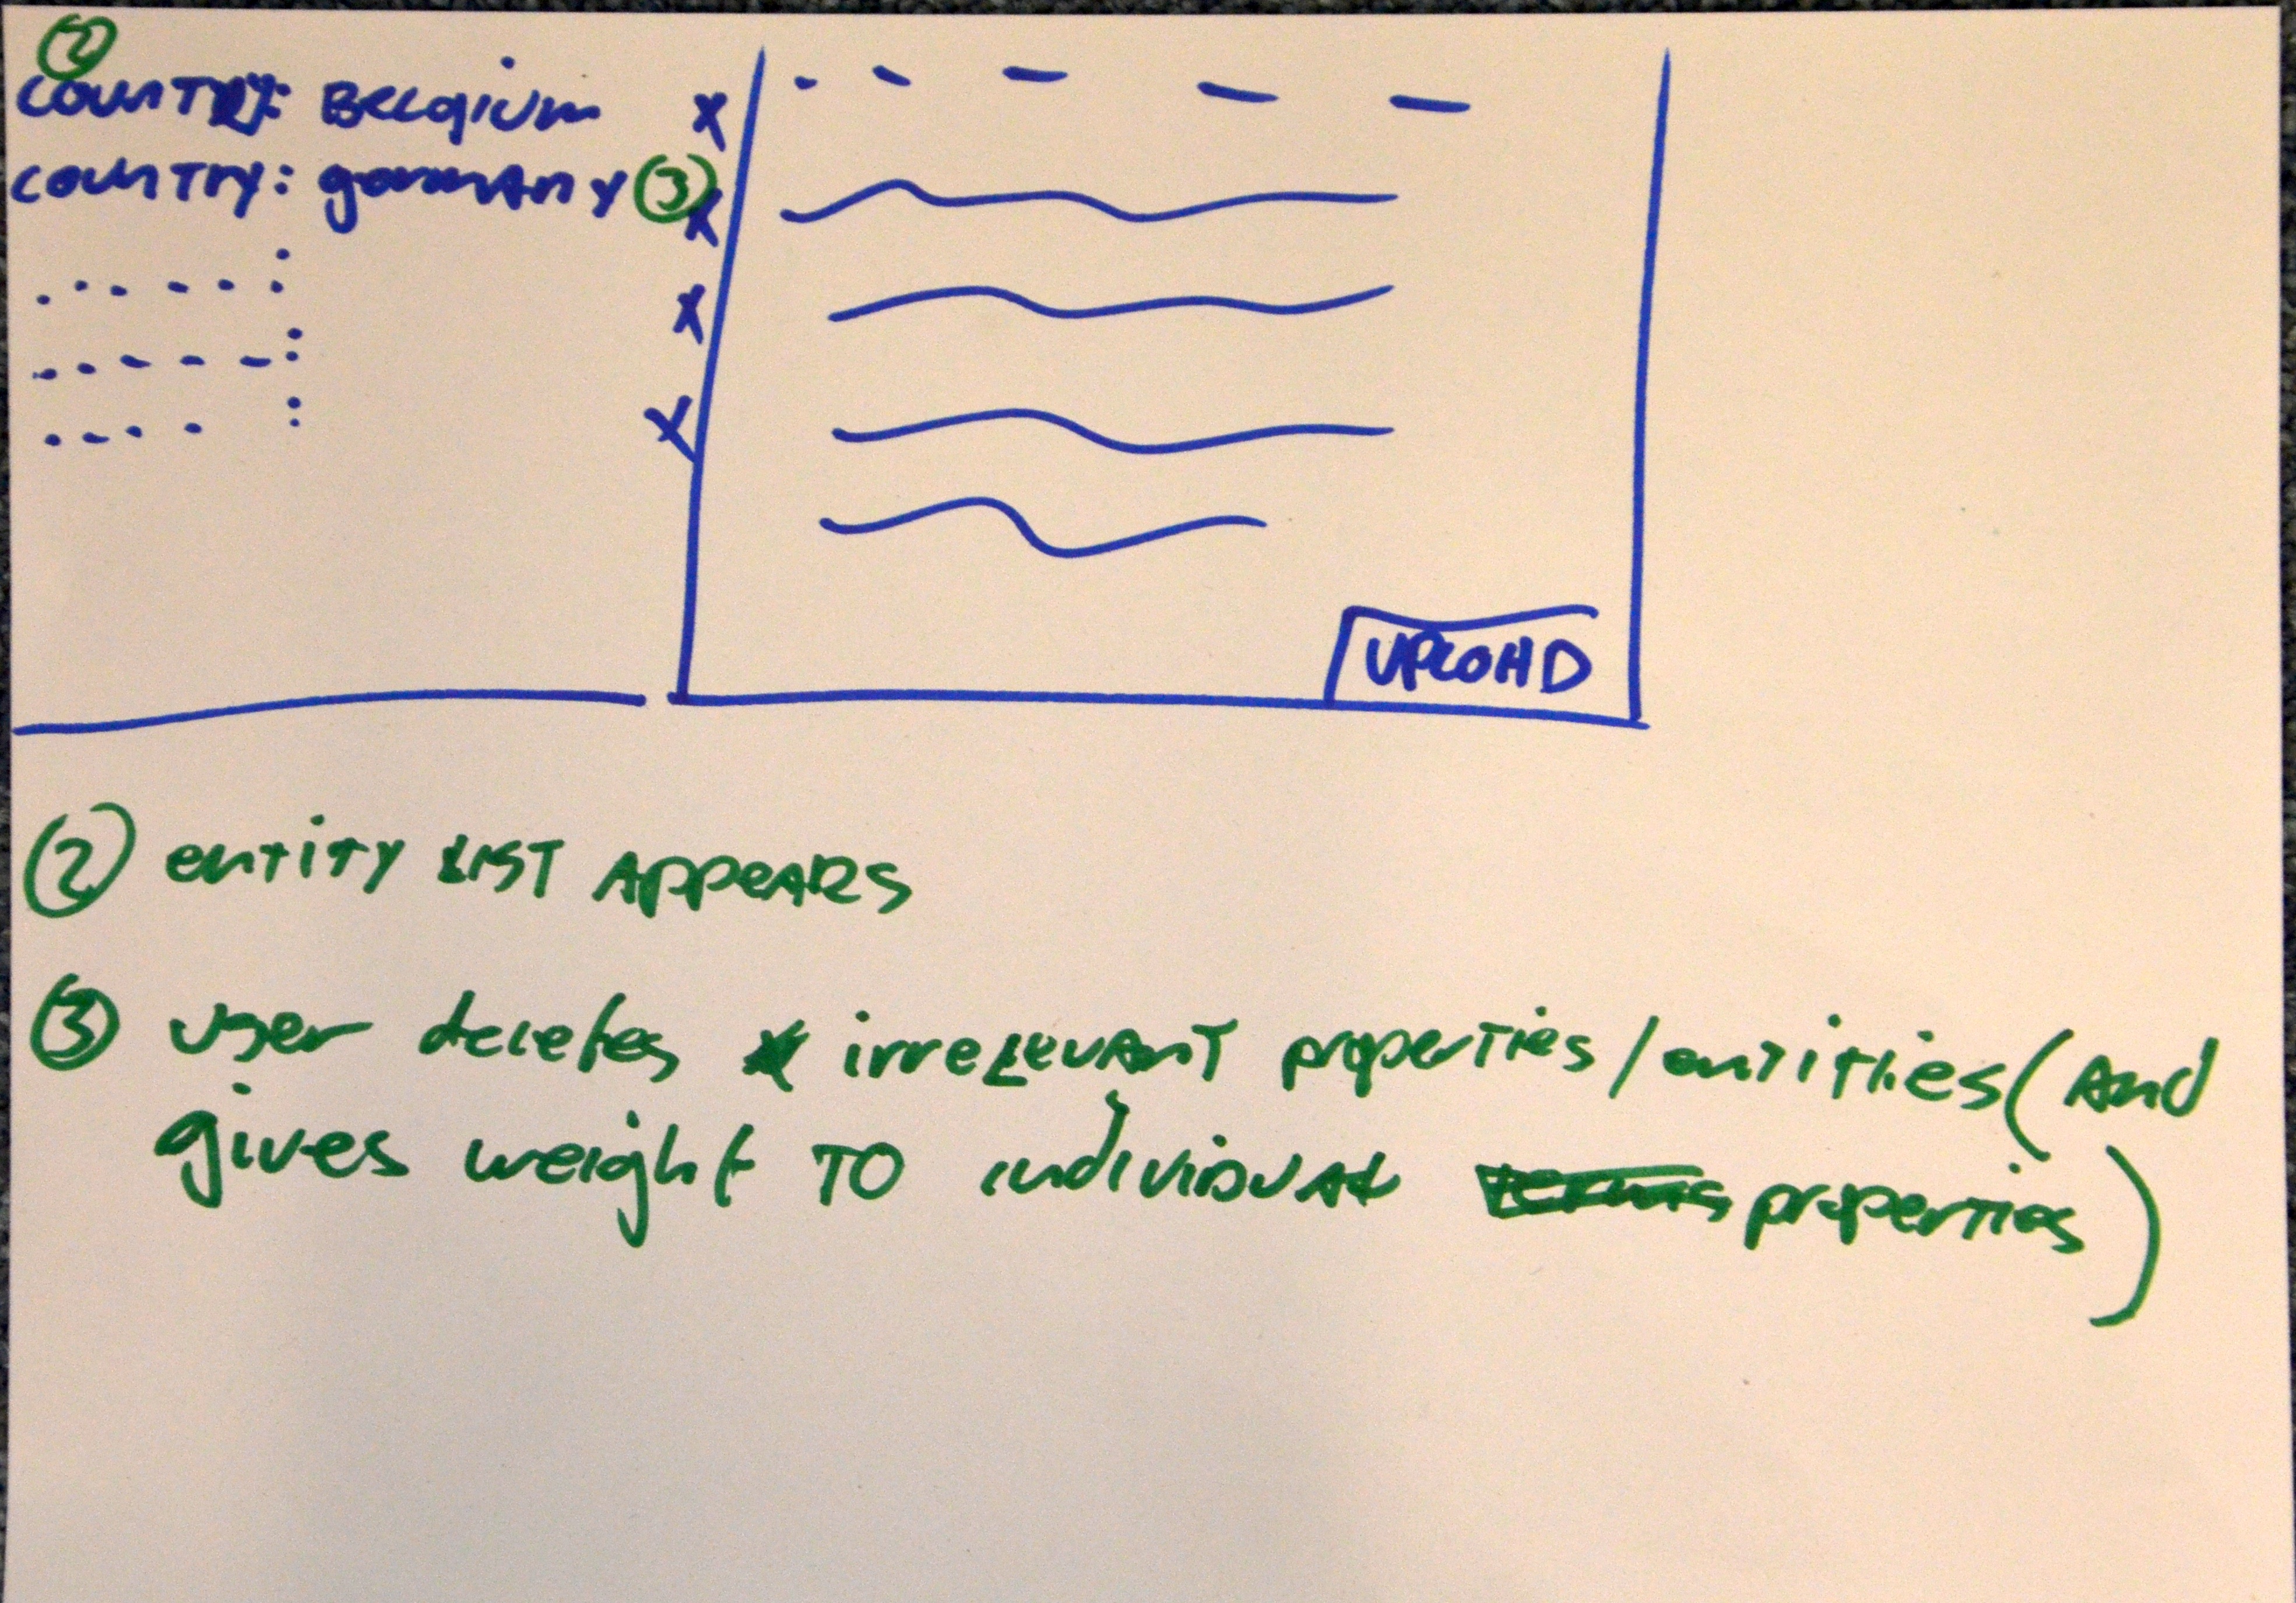 ②
COUNTRY: Belgium x
COUNTRY: germany ③ x
x
x
UPLOAD
② entity LIST APPEARS
③ user deletes irreLevant properties/entities (And
gives weight TO individual properties)